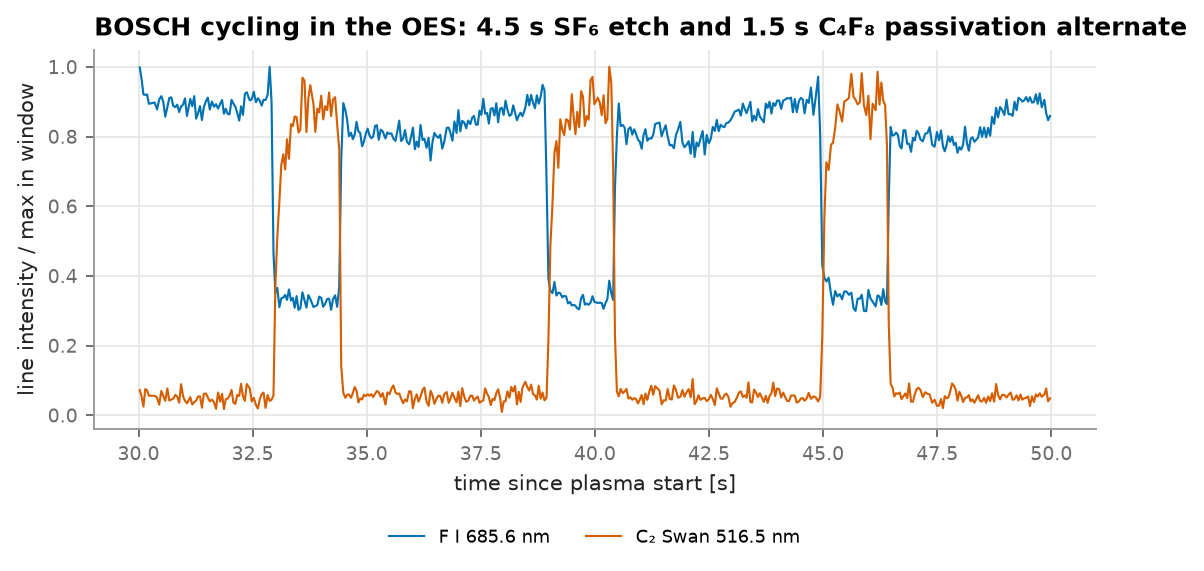 BOSCH cycling in the OES: 4.5 s SF₆ etch and 1.5 s C₄F₈ passivation alternate
line intensity / max in window
1.0
0.8
0.6
0.4
0.2
0.0
30.0 32.5 35.0 37.5 40.0 42.5 45.0 47.5 50.0
time since plasma start [s]
F I 685.6 nm C₂ Swan 516.5 nm